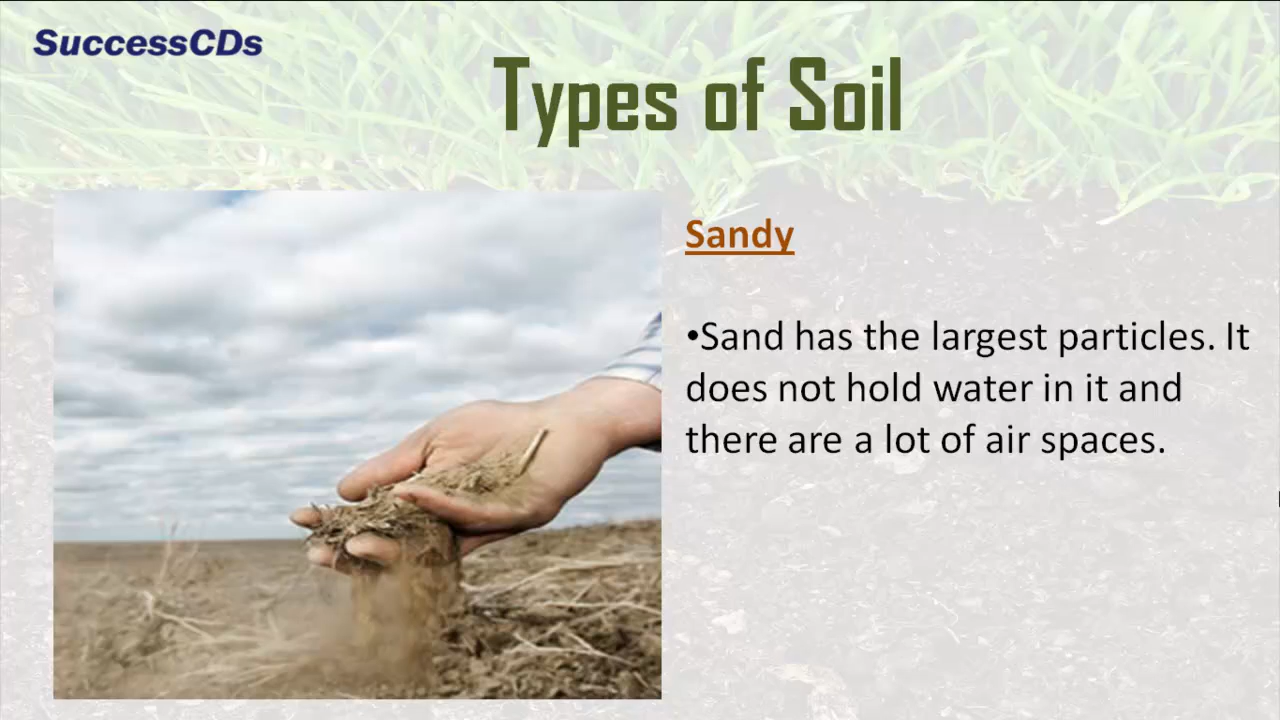 SuccessCDs
Types of Soil
Sandy
•Sand has the largest particles. It
does not hold water in it and
there are a lot of air spaces.